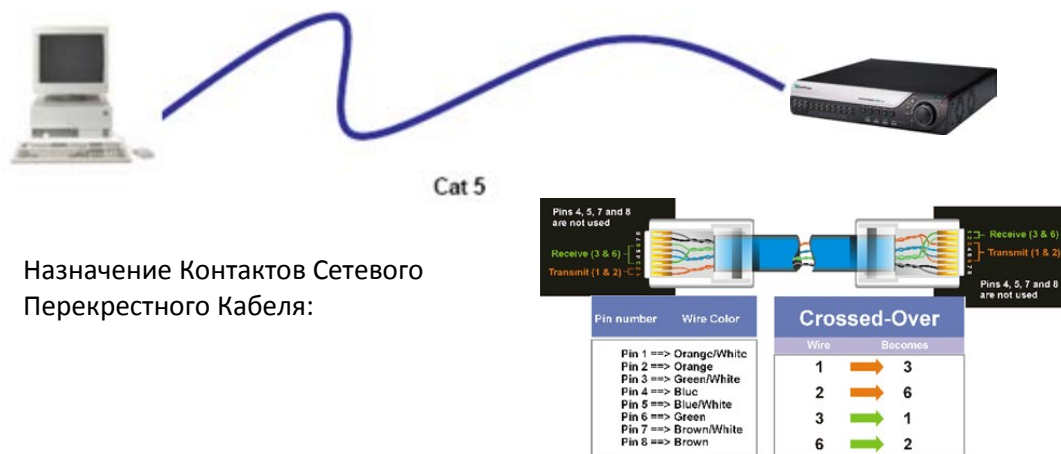 Cat 5
Назначение Контактов Сетевого
Перекрестного Кабеля:
Pins 4, 5, 7 and 8
are not used
Receive (3 & 6)
Transmit (1 & 2)
Receive (3 & 6)
Transmit (1 & 2)
Pins 4, 5, 7 and 8
are not used
Pin number Wire Color
Pin 1 ==> Orange/White
Pin 2 ==> Orange
Pin 3 ==> Green/White
Pin 4 ==> Blue
Pin 5 ==> Blue/White
Pin 6 ==> Green
Pin 7 ==> Brown/White
Pin 8 ==> Brown
Crossed-Over
Wire Becomes
1 3
2 6
3 1
6 2